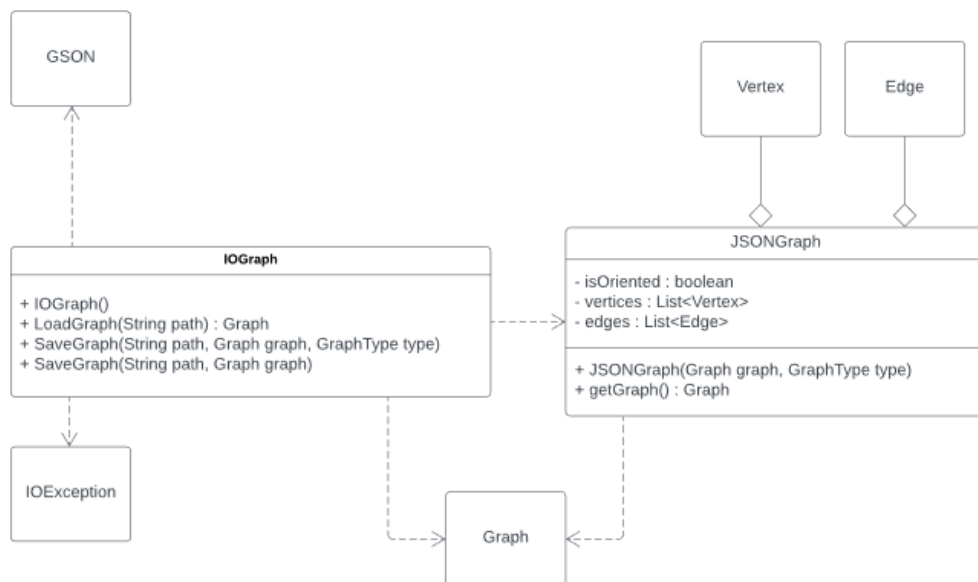 GSON
Vertex
Edge
IOGraph
+ IOGraph()
+ LoadGraph(String path) : Graph
+ SaveGraph(String path, Graph graph, GraphType type)
+ SaveGraph(String path, Graph graph)
JSONGraph
- isOriented : boolean
- vertices : List<Vertex>
- edges : List<Edge>
+ JSONGraph(Graph graph, GraphType type)
+ getGraph() : Graph
IOException
Graph